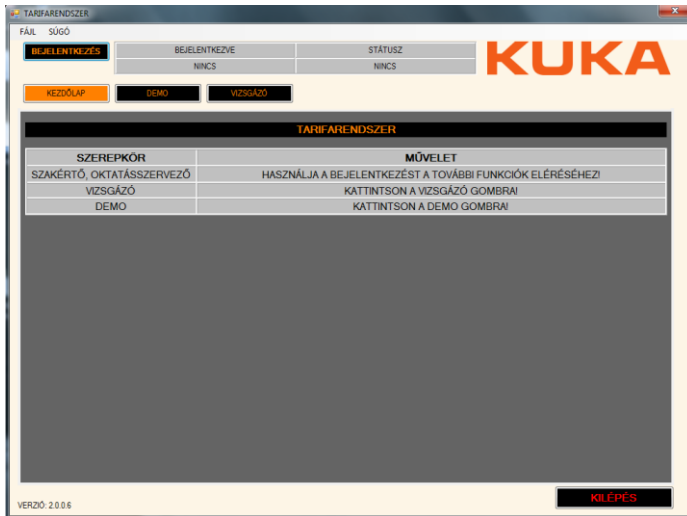 TARIFARENDSZER
FÁJL SÚGÓ
BEJELENTKEZÉS BEJELENTKEZVE STÁTUSZ
NINCS NINCS
KUKA
KEZDŐLAP DEMO VIZSGÁZÓ
TARIFARENDSZER
SZEREPKÖR MŰVELET
SZAKÉRTŐ, OKTATÁSSZERVEZŐ HASZNÁLJA A BEJELENTKEZÉST A TOVÁBBI FUNKCIÓK ELÉRÉSÉHEZ!
VIZSGÁZÓ KATTINTSON A VIZSGÁZÓ GOMBRA!
DEMO KATTINTSON A DEMO GOMBRA!
VERZIÓ: 2.0.0.6
KILÉPÉS